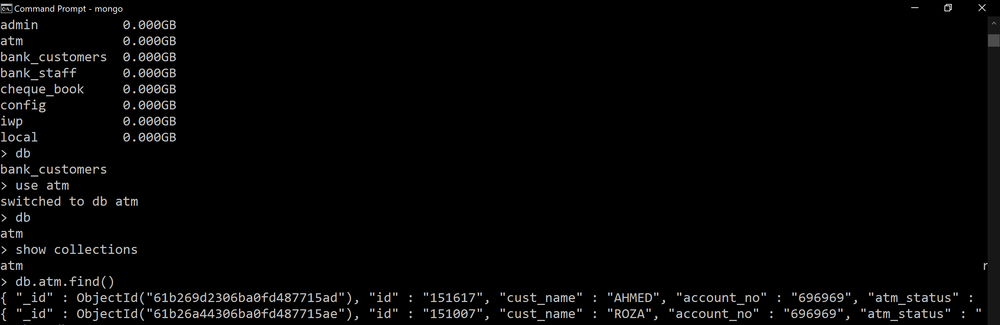 Command Prompt - mongo
admin           0.000GB
atm             0.000GB
bank_customers  0.000GB
bank_staff      0.000GB
cheque_book     0.000GB
config          0.000GB
iwp             0.000GB
local           0.000GB
> db
bank_customers
> use atm
switched to db atm
> db
atm
> show collections
atm
> db.atm.find()
{ "_id" : ObjectId("61b269d2306ba0fd487715ad"), "id" : "151617", "cust_name" : "AHMED", "account_no" : "696969", "atm_status" :
{ "_id" : ObjectId("61b26a44306ba0fd487715ae"), "id" : "151007", "cust_name" : "ROZA", "account_no" : "696969", "atm_status" : "